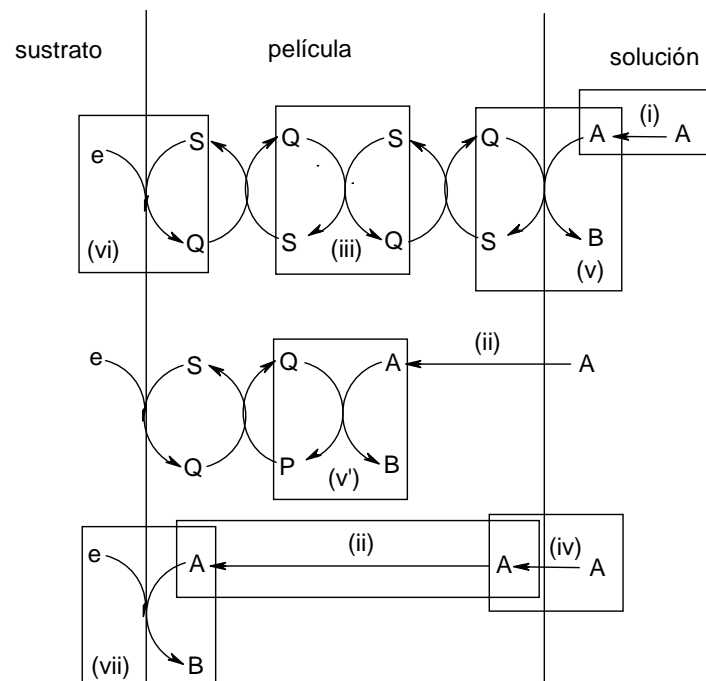 sustrato película solución
(i)
e S Q S Q A A
(vi) Q S (iii) Q S B
(v)
(ii)
e S Q A A
Q P B
(v')
(ii) (iv)
e A A A
(vii) B